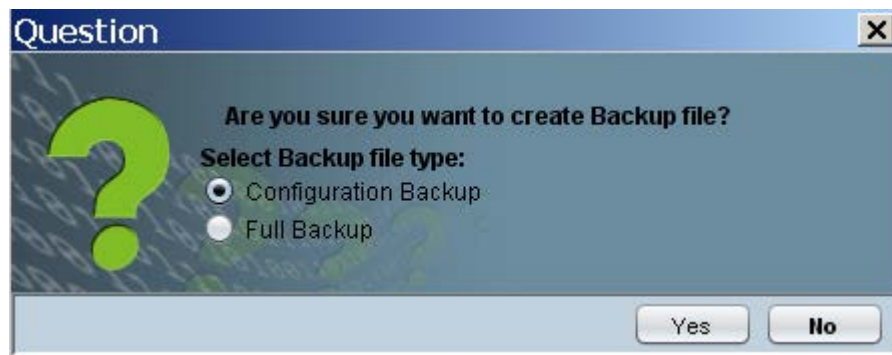 Question
Are you sure you want to create Backup file?
Select Backup file type:
Configuration Backup
Full Backup
Yes
No